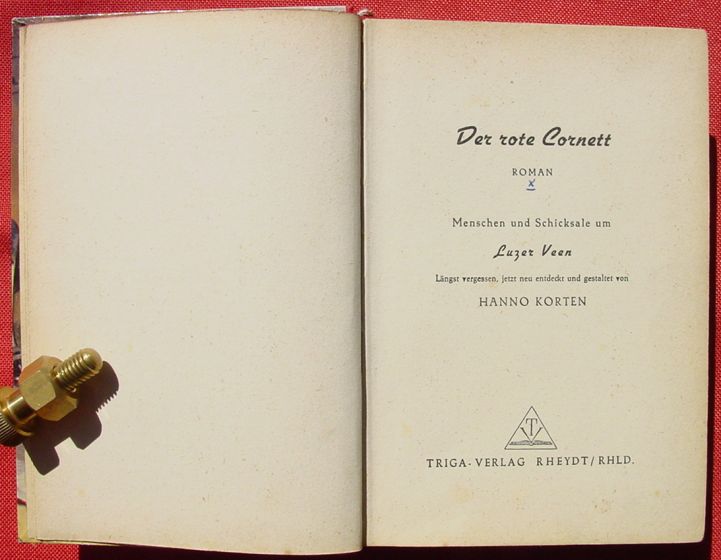 Der rote Cornett
ROMAN
x
Menschen und Schicksale um
Luzer Veen
Längst vergessen, jetzt neu entdeckt und gestaltet von
HANNO KORTEN
TV
TRIGA-VERLAG RHEYDT/RHLD.